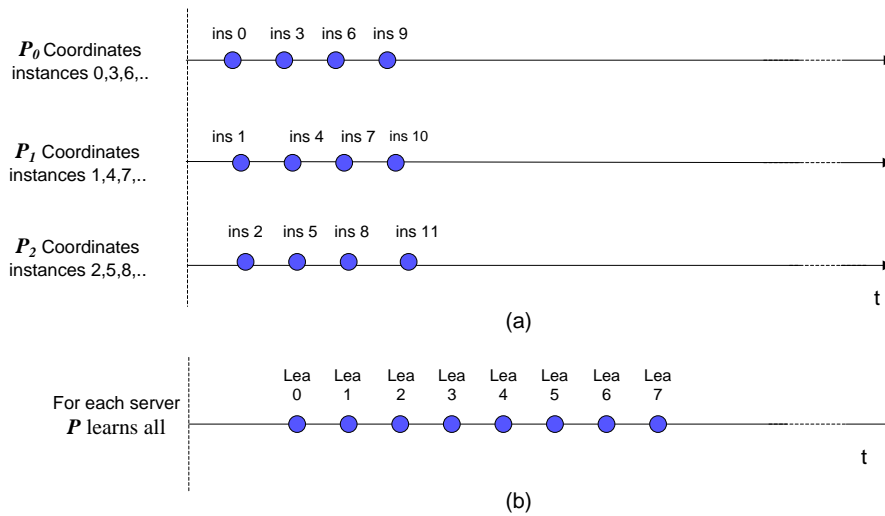 ins 0 ins 3 ins 6 ins 9
P0 Coordinates
instances 0,3,6,..
ins 1 ins 4 ins 7 ins 10
P1 Coordinates
instances 1,4,7,..
ins 2 ins 5 ins 8 ins 11
P2 Coordinates
instances 2,5,8,..
t
(a)
Lea Lea Lea Lea Lea Lea Lea Lea
0 1 2 3 4 5 6 7
For each server
P learns all
t
(b)